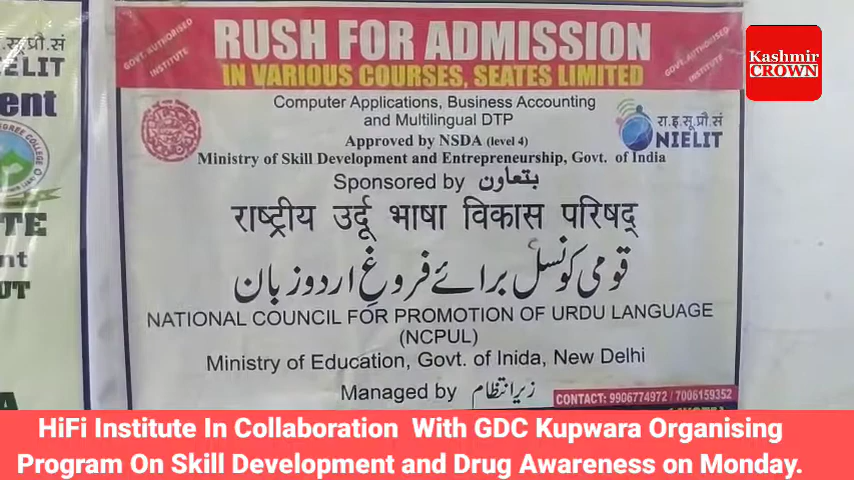 RUSH FOR ADMISSION
IN VARIOUS COURSES, SEATES LIMITED
GOVT. AUTHORISED
INSTITUTE
GOVT. AUTHORISED
INSTITUTE
Kashmir
CROWN
Computer Applications, Business Accounting
and Multilingual DTP
Approved by NSDA (level 4)
Ministry of Skill Development and Entrepreneurship, Govt. of India
रा.इ.सू.प्रौ.सं
NIELIT
Sponsored by بتعاون
राष्ट्रीय उर्दू भाषा विकास परिषद्
قومی کونسل برائے فروغِ اردو زبان
NATIONAL COUNCIL FOR PROMOTION OF URDU LANGUAGE
(NCPUL)
Ministry of Education, Govt. of Inida, New Delhi
Managed by زیر انتظام
CONTACT: 9906774972 / 7006159352
HiFi Institute In Collaboration With GDC Kupwara Organising
Program On Skill Development and Drug Awareness on Monday.